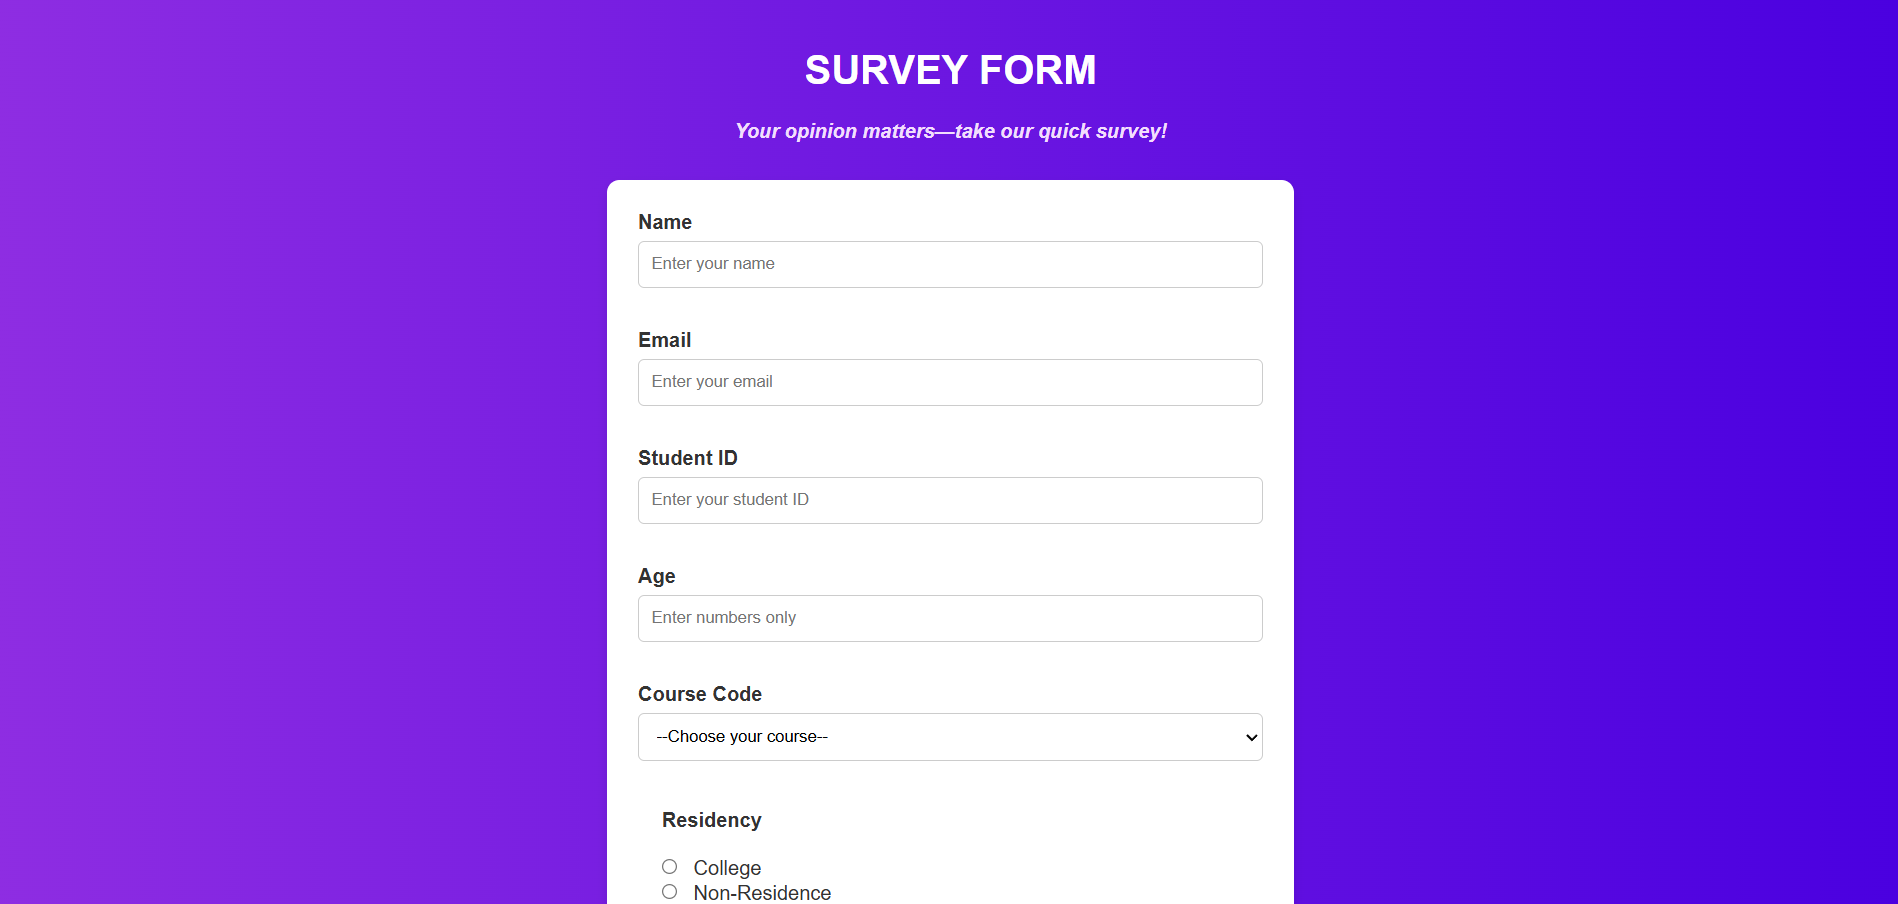 SURVEY FORM
Your opinion matters—take our quick survey!
Name
Enter your name
Email
Enter your email
Student ID
Enter your student ID
Age
Enter numbers only
Course Code
--Choose your course--
Residency
College
Non-Residence